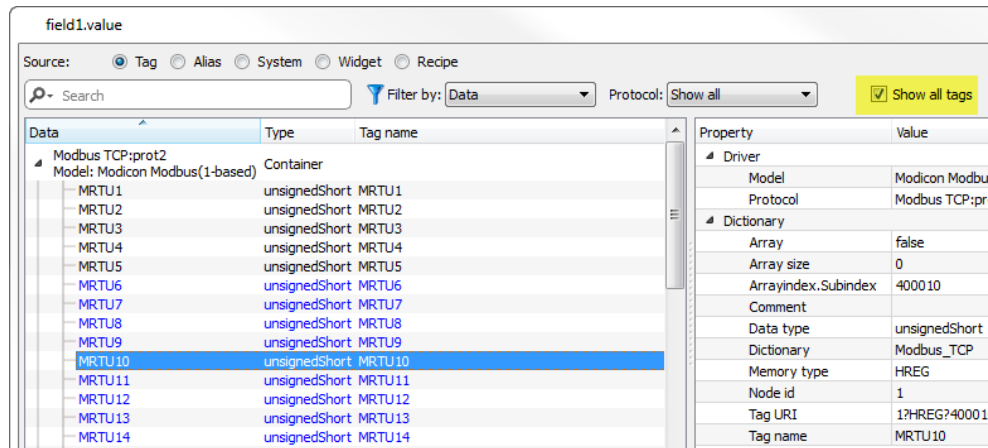 field1.value
Source: Tag Alias System Widget Recipe
Search Filter by: Data Protocol: Show all Show all tags
Data Type Tag name
Modbus TCP:prot2
Model: Modicon Modbus(1-based) Container
MRTU1 unsignedShort MRTU1
MRTU2 unsignedShort MRTU2
MRTU3 unsignedShort MRTU3
MRTU4 unsignedShort MRTU4
MRTU5 unsignedShort MRTU5
MRTU6 unsignedShort MRTU6
MRTU7 unsignedShort MRTU7
MRTU8 unsignedShort MRTU8
MRTU9 unsignedShort MRTU9
MRTU10 unsignedShort MRTU10
MRTU11 unsignedShort MRTU11
MRTU12 unsignedShort MRTU12
MRTU13 unsignedShort MRTU13
MRTU14 unsignedShort MRTU14
Property Value
Driver
Model Modicon Modbu
Protocol Modbus TCP:pr
Dictionary
Array false
Array size 0
Arrayindex.Subindex 400010
Comment
Data type unsignedShort
Dictionary Modbus_TCP
Memory type HREG
Node id 1
Tag URI 1?HREG?40001
Tag name MRTU10